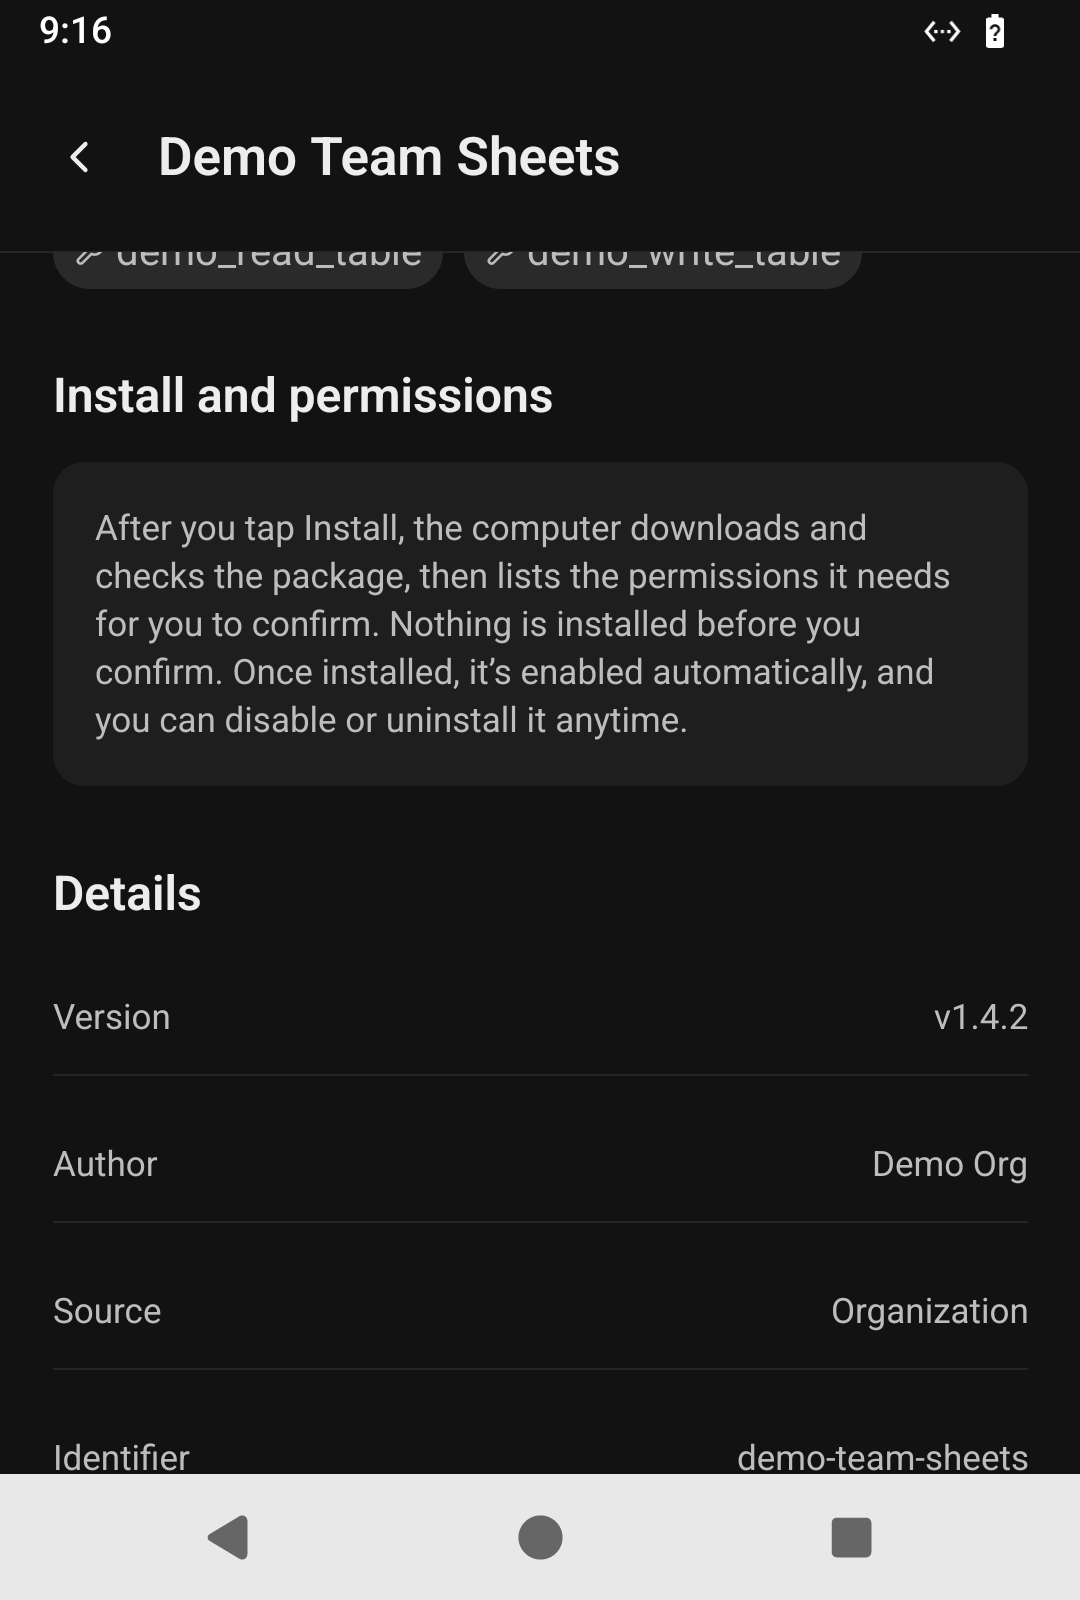 9:16
Demo Team Sheets
demo_read_table demo_write_table
Install and permissions
After you tap Install, the computer downloads and
checks the package, then lists the permissions it needs
for you to confirm. Nothing is installed before you
confirm. Once installed, it’s enabled automatically, and
you can disable or uninstall it anytime.
Details
Version v1.4.2
Author Demo Org
Source Organization
Identifier demo-team-sheets